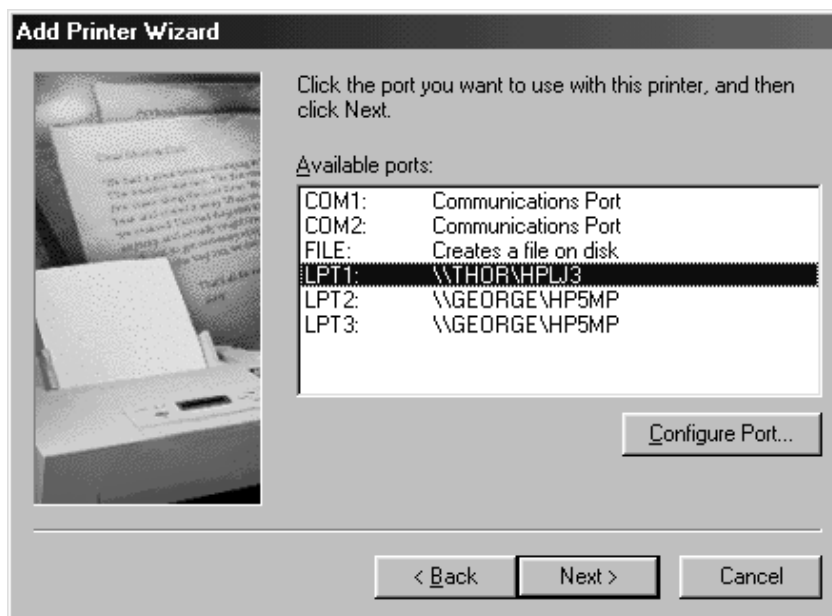 Add Printer Wizard
Click the port you want to use with this printer, and then
click Next.
Available ports:
COM1: Communications Port
COM2: Communications Port
FILE: Creates a file on disk
LPT1: \\THOR\HPLJ3
LPT2: \\GEORGE\HP5MP
LPT3: \\GEORGE\HP5MP
Configure Port...
< Back Next > Cancel